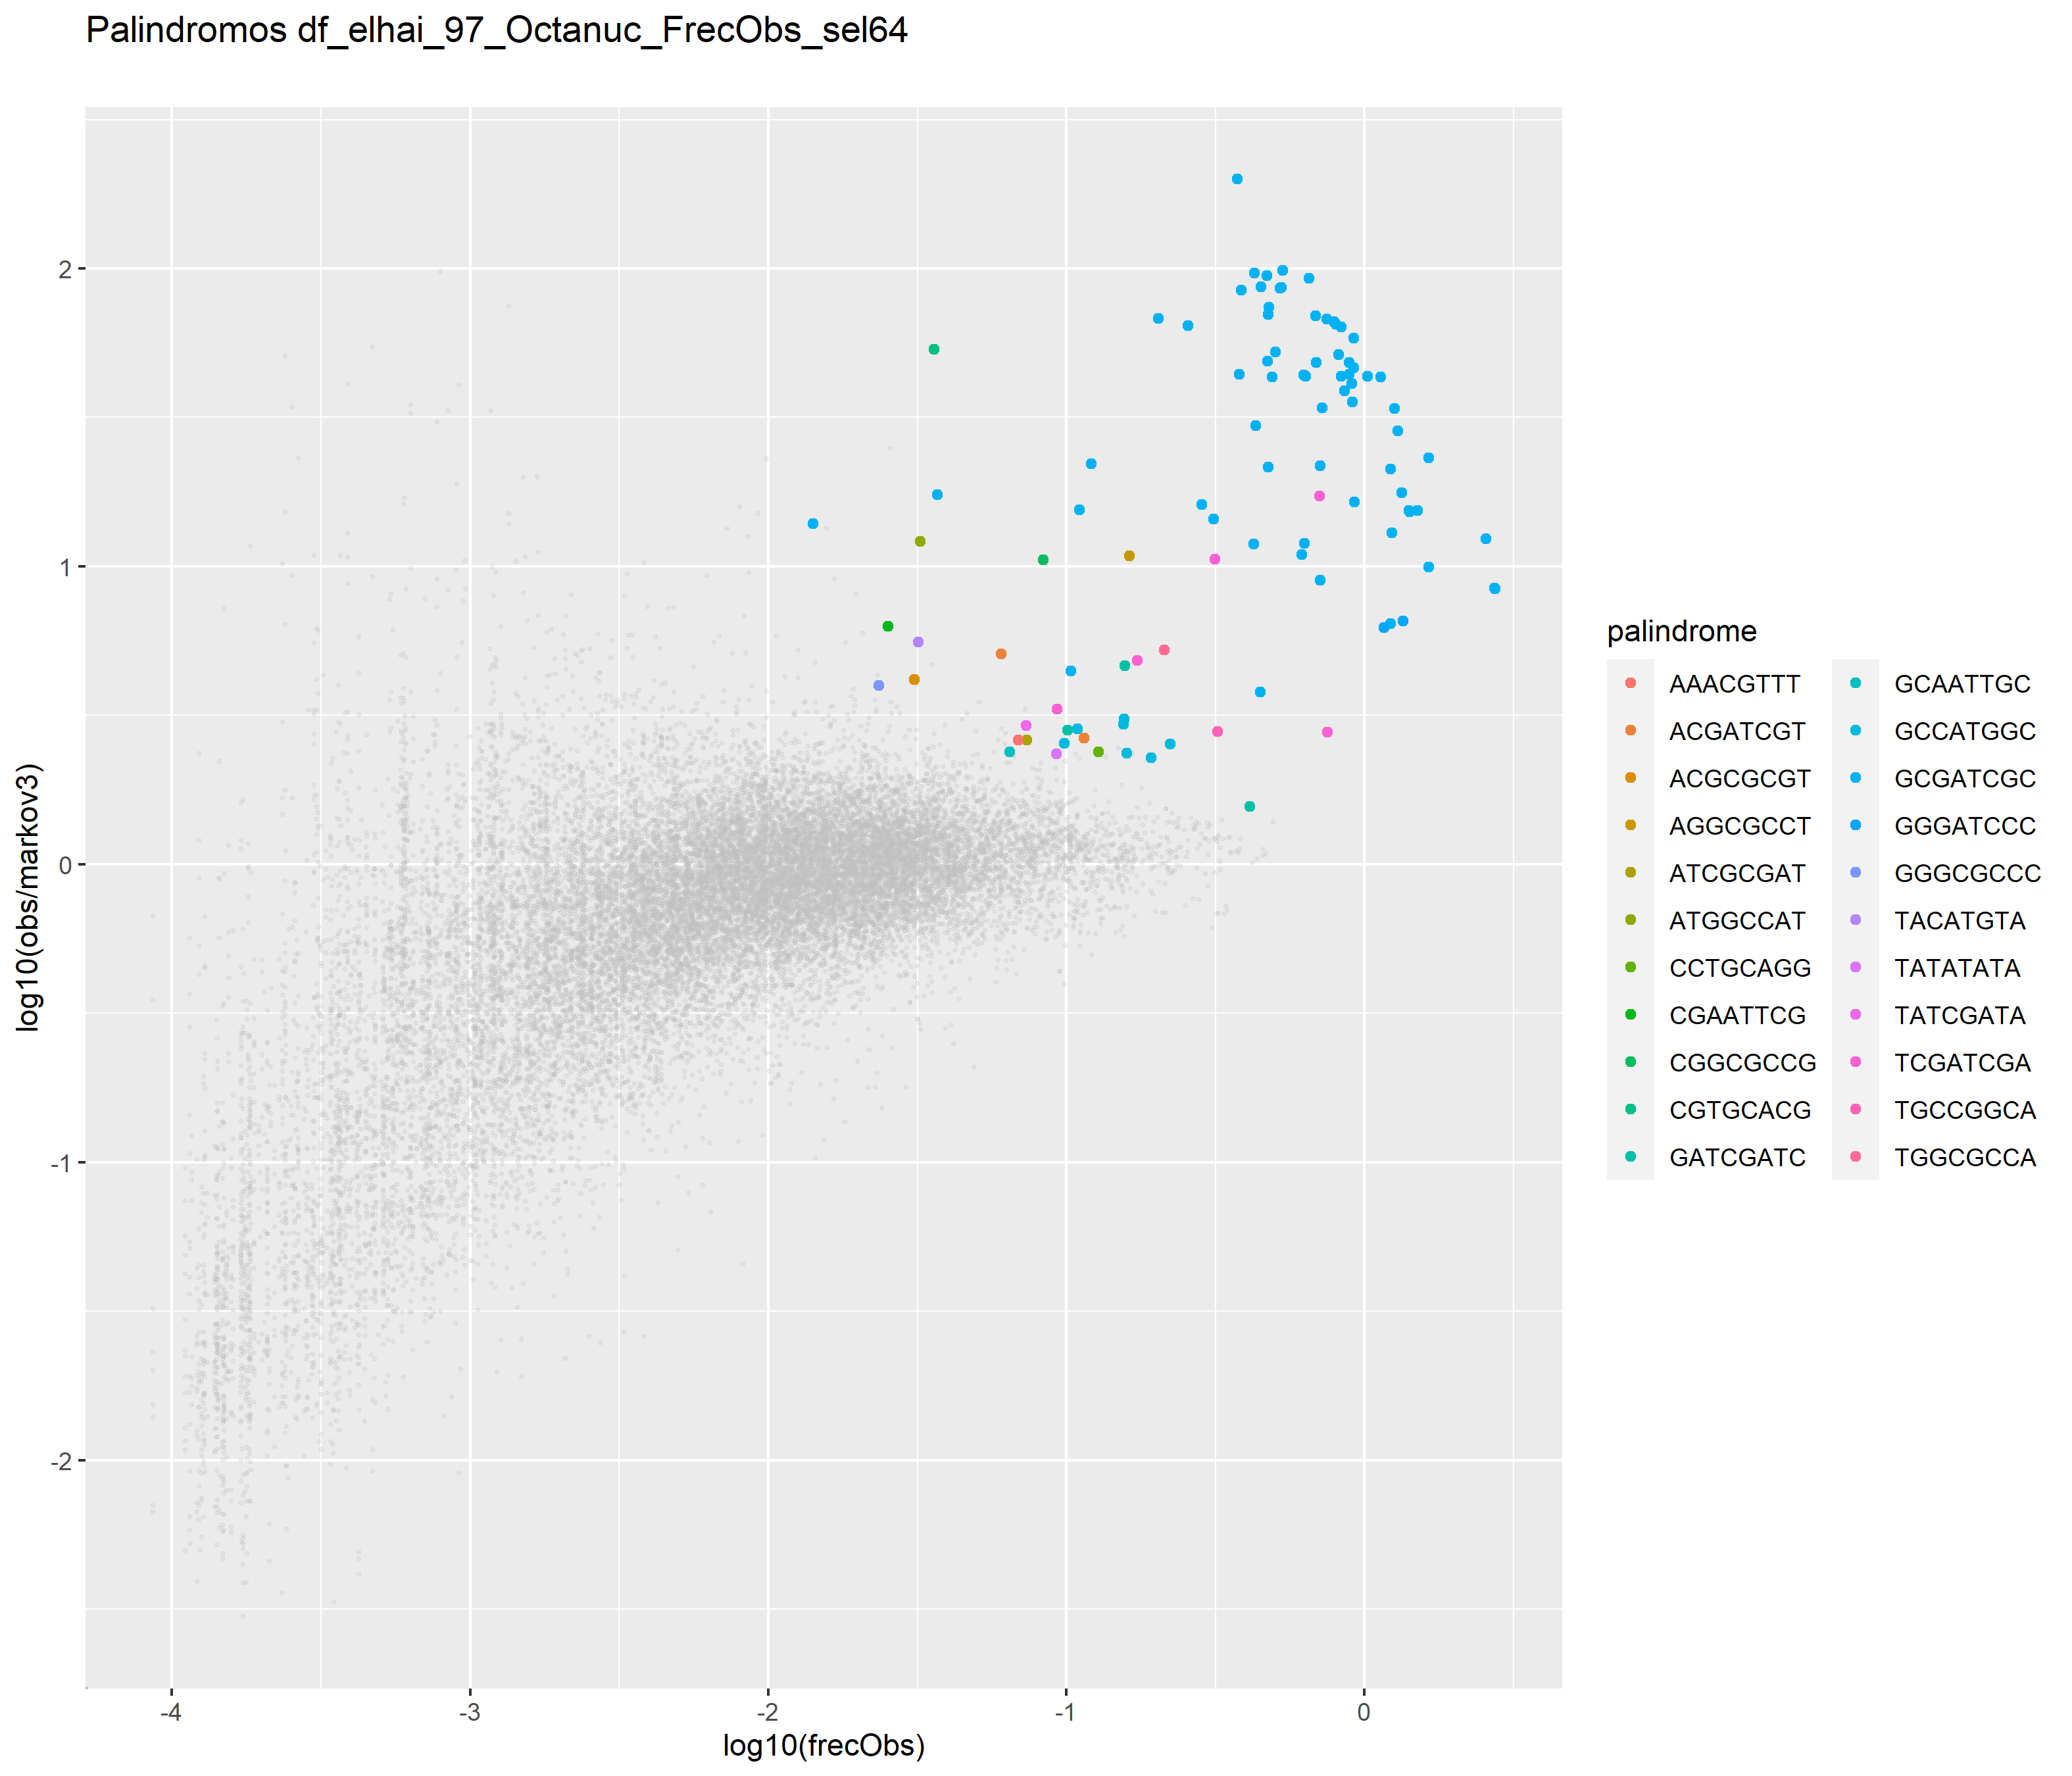 Palindromos df_elhai_97_Octanuc_FrecObs_sel64
log10(obs/markov3)
2
1
0
-1
-2
-4
-3
-2
-1
0
log10(frecObs)
palindrome
AAACGTTT
ACGATCGT
ACGCGCGT
AGGCGCCT
ATCGCGAT
ATGGCCAT
CCTGCAGG
CGAATTCG
CGGCGCCG
CGTGCACG
GATCGATC
GCAATTGC
GCCATGGC
GCGATCGC
GGGATCCC
GGGCGCCC
TACATGTA
TATATATA
TATCGATA
TCGATCGA
TGCCGGCA
TGGCGCCA